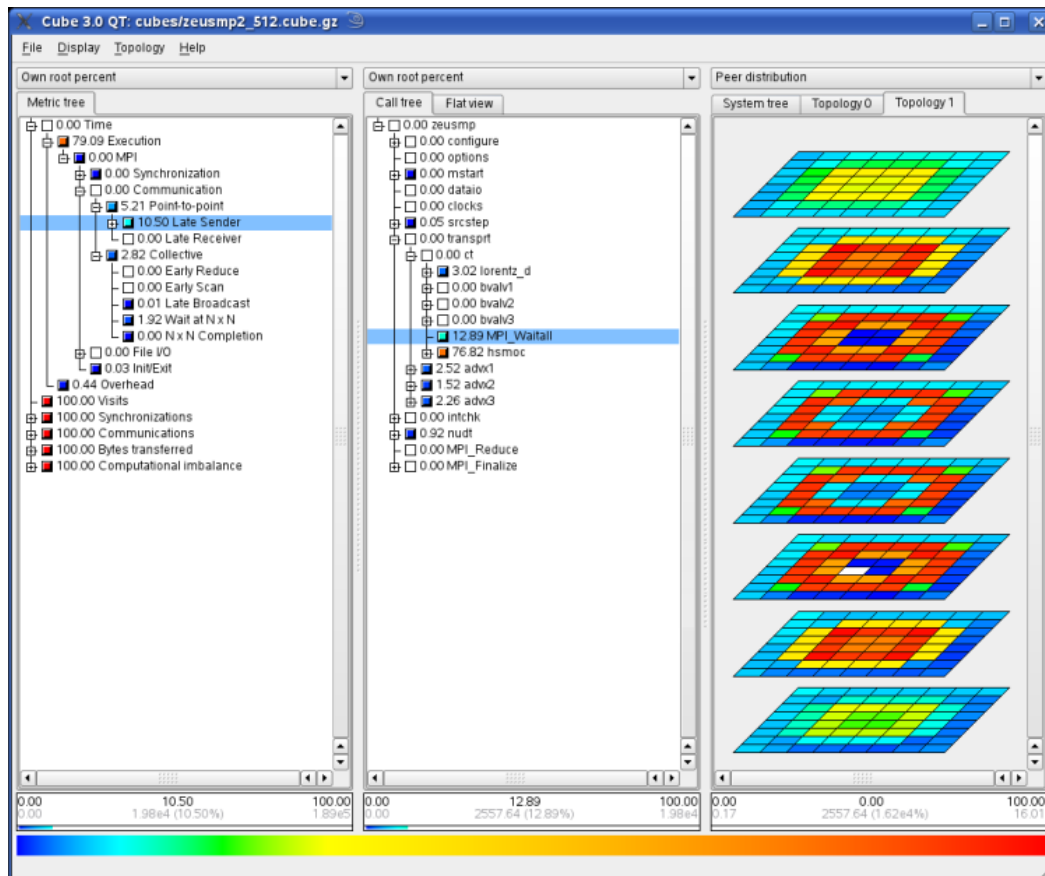 Cube 3.0 QT: cubes/zeusmp2_512.cube.gz
File Display Topology Help
Own root percent
Metric tree
0.00 Time
79.09 Execution
0.00 MPI
0.00 Synchronization
0.00 Communication
5.21 Point-to-point
10.50 Late Sender
0.00 Late Receiver
2.82 Collective
0.00 Early Reduce
0.00 Early Scan
0.01 Late Broadcast
1.92 Wait at N x N
0.00 N x N Completion
0.00 File I/O
0.03 Init/Exit
0.44 Overhead
100.00 Visits
100.00 Synchronizations
100.00 Communications
100.00 Bytes transferred
100.00 Computational imbalance
0.00 10.50 100.00
0.00 1.98e4 (10.50%) 1.89e5
Own root percent
Call tree Flat view
0.00 zeusmp
0.00 configure
0.00 options
0.00 mstart
0.00 dataio
0.00 clocks
0.05 srcstep
0.00 transprt
0.00 ct
3.02 lorentz_d
0.00 bvalv1
0.00 bvalv2
0.00 bvalv3
12.89 MPI_Waitall
76.82 hsmoc
2.52 advx1
1.52 advx2
2.26 advx3
0.00 intchk
0.92 nudt
0.00 MPI_Reduce
0.00 MPI_Finalize
0.00 12.89 100.00
0.00 2557.64 (12.89%) 1.98e4
Peer distribution
System tree Topology 0 Topology 1
0.00 0.00 100.00
0.17 2557.64 (1.62e4%) 16.01